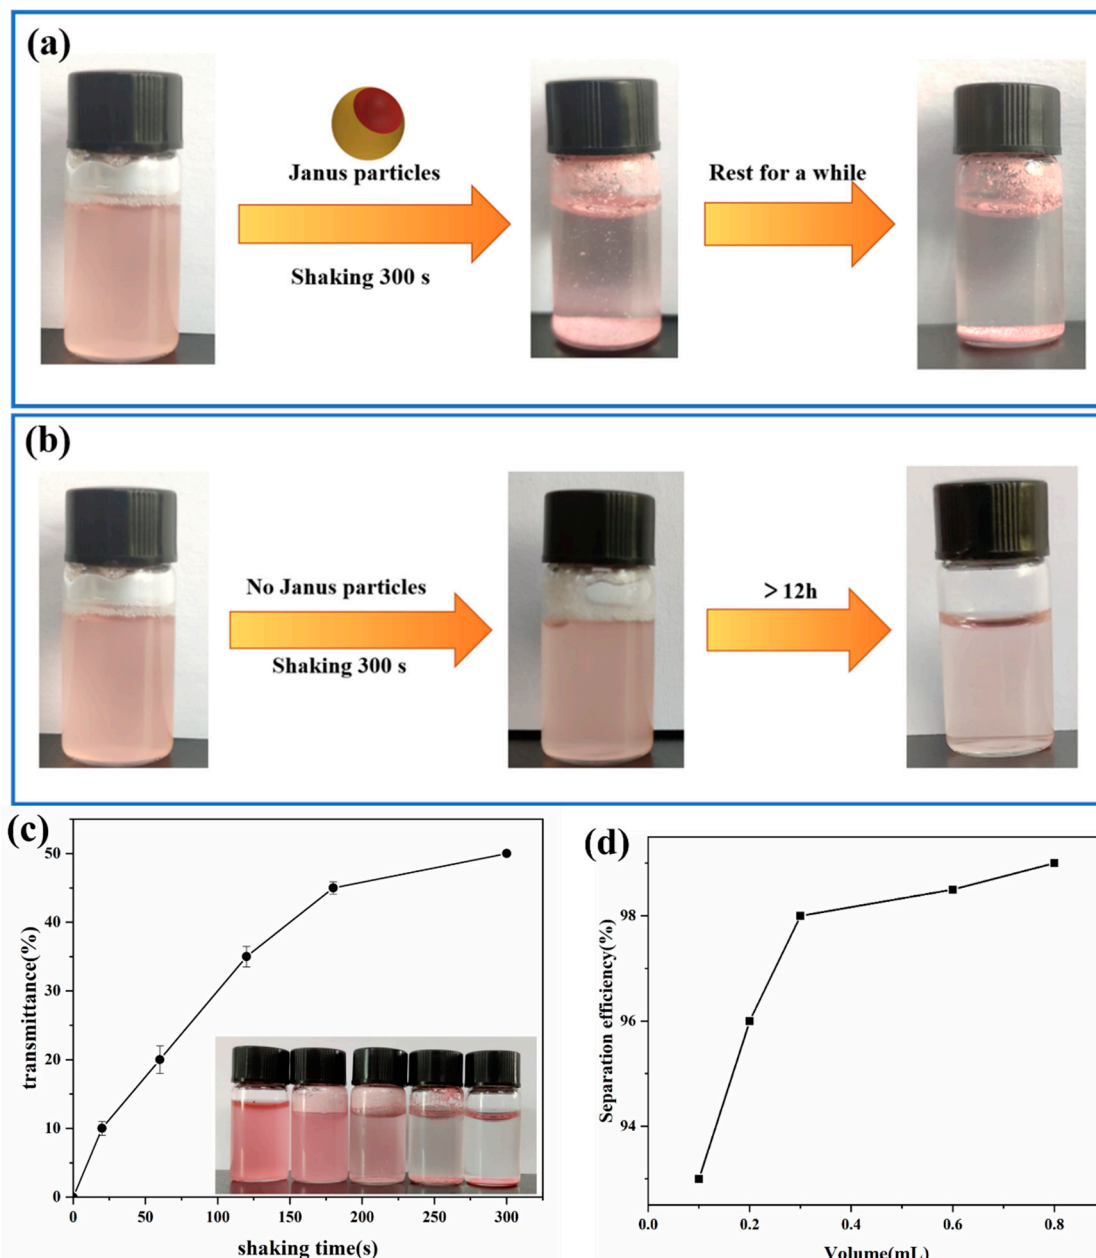 (a)
Janus particles
Shaking 300 s
Rest for a while
(b)
No Janus particles
Shaking 300 s
> 12h
(c)
transmittance(%)
50
40
30
20
10
0
0 50 100 150 200 250 300
shaking time(s)
(d)
Separation efficiency(%)
98
96
94
0.0 0.2 0.4 0.6 0.8
Volume(mL)